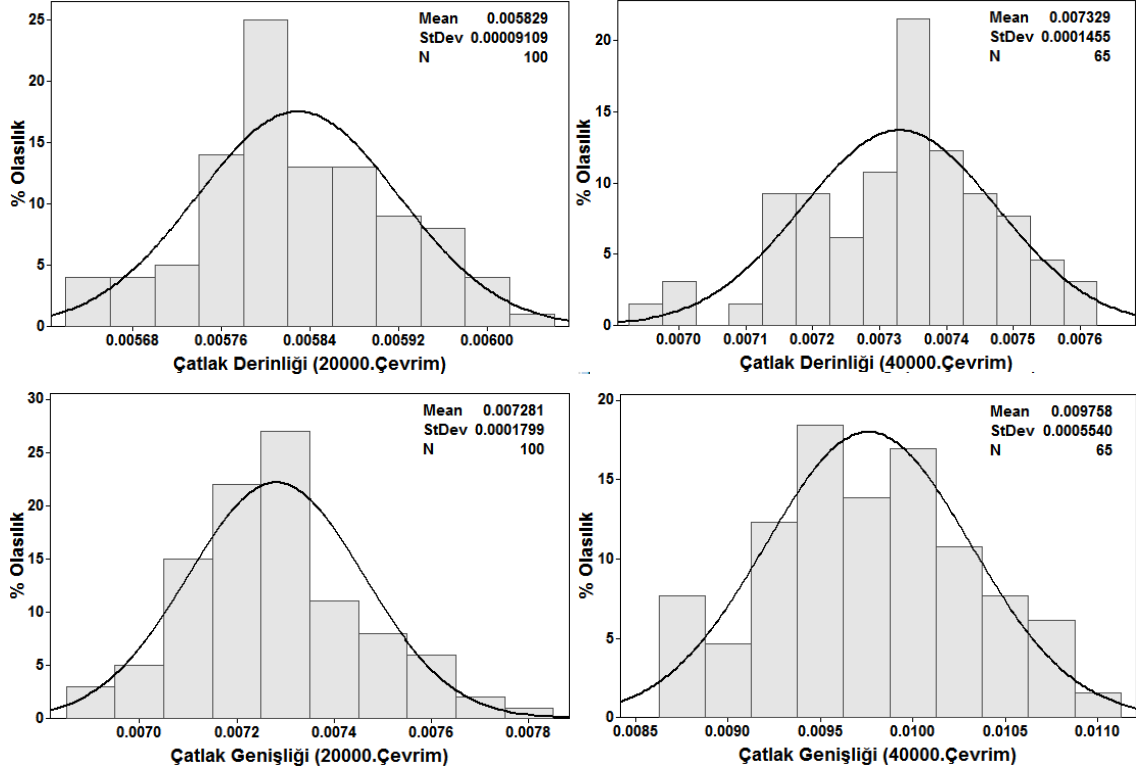 Mean 0.005829
StDev 0.00009109
N 100
25
20
15
10
5
0
% Olasılık
0.00568 0.00576 0.00584 0.00592 0.00600
Çatlak Derinliği (20000.Çevrim)
Mean 0.007329
StDev 0.0001455
N 65
20
15
10
5
0
% Olasılık
0.0070 0.0071 0.0072 0.0073 0.0074 0.0075 0.0076
Çatlak Derinliği (40000.Çevrim)
Mean 0.007281
StDev 0.0001799
N 100
30
25
20
15
10
5
0
% Olasılık
0.0070 0.0072 0.0074 0.0076 0.0078
Çatlak Genişliği (20000.Çevrim)
Mean 0.009758
StDev 0.0005540
N 65
20
15
10
5
0
% Olasılık
0.0085 0.0090 0.0095 0.0100 0.0105 0.0110
Çatlak Genişliği (40000.Çevrim)